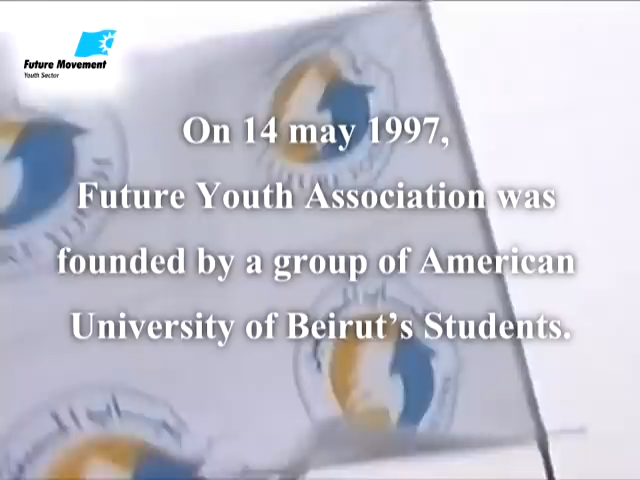 Future Movement
Youth Sector
On 14 may 1997,
Future Youth Association was
founded by a group of American
University of Beirut's Students.